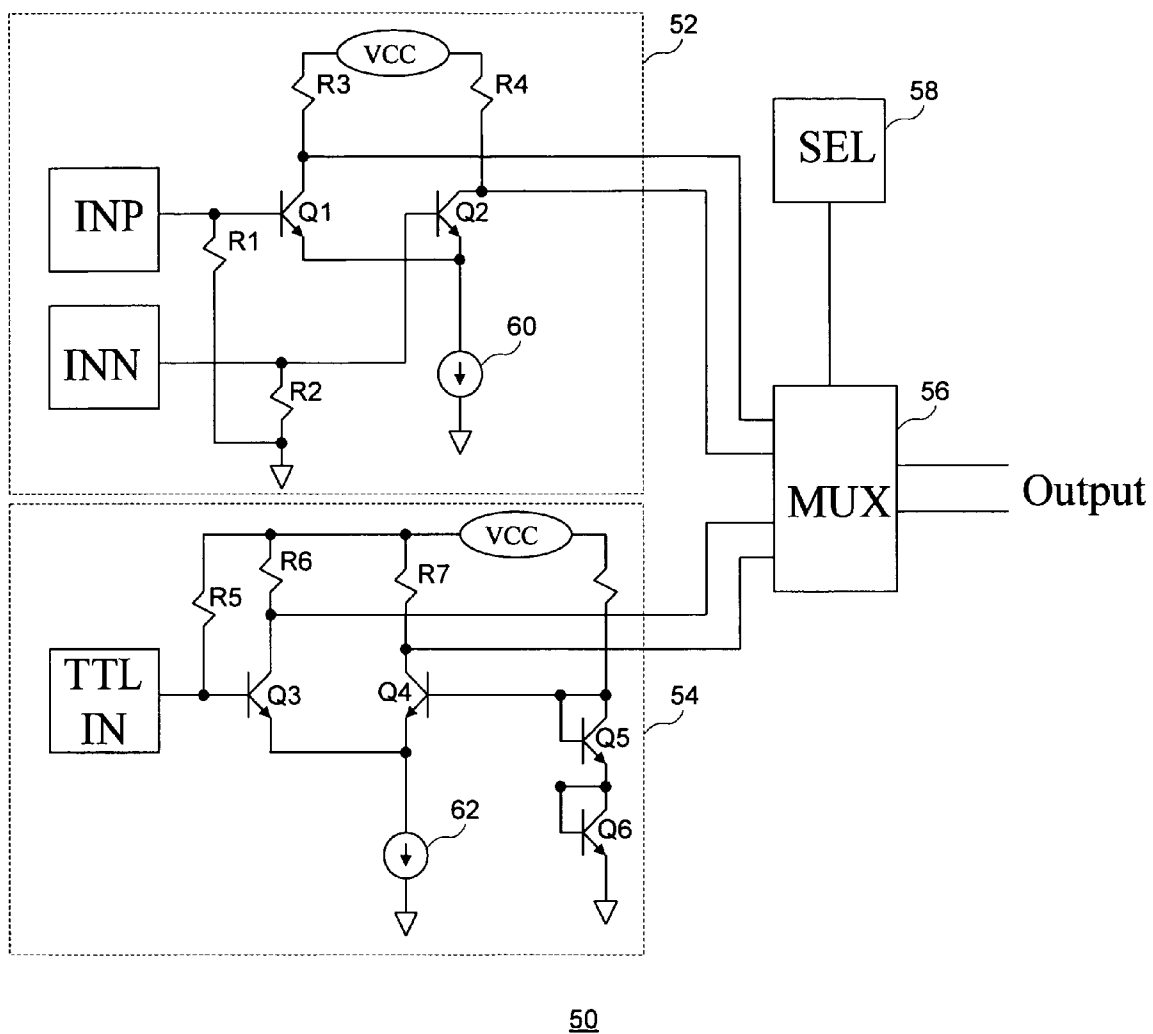 52
VCC
R3
R4
58
SEL
INP
Q1
Q2
R1
INN
60
R2
56
MUX
Output
VCC
R6
R7
R5
TTL
IN
Q3
Q4
54
Q5
62
Q6
50